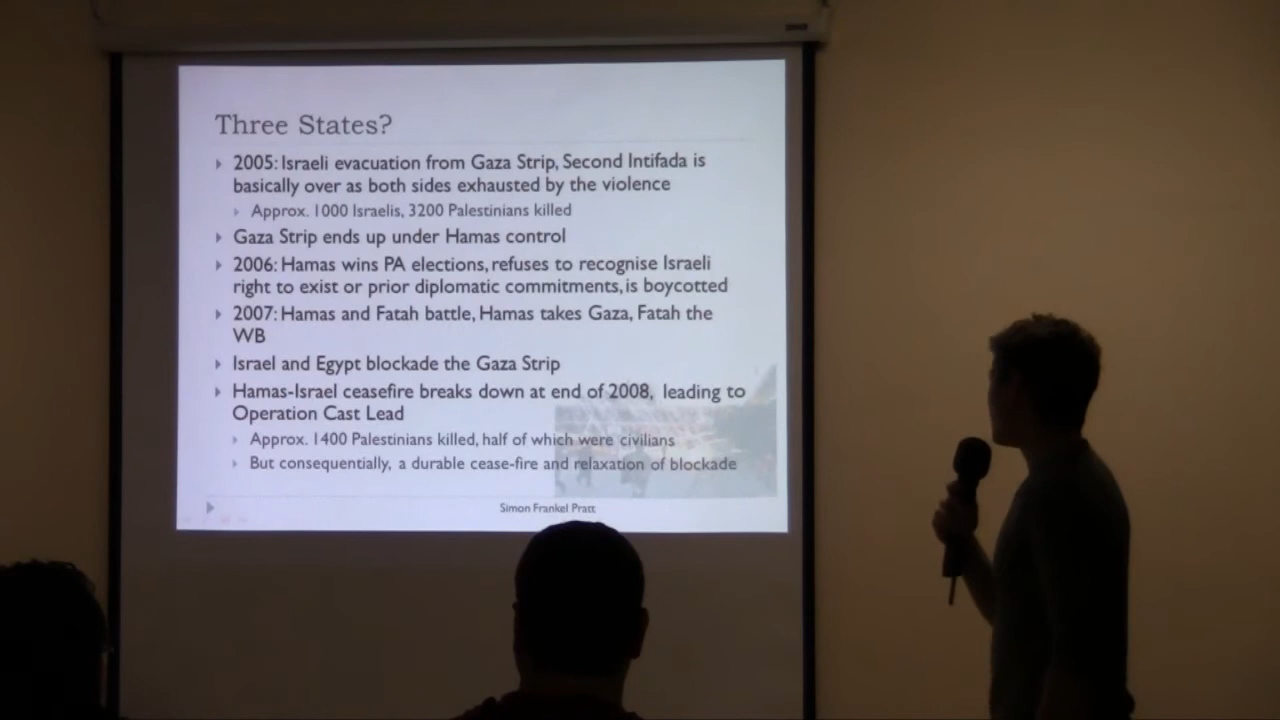 Three States?
2005: Israeli evacuation from Gaza Strip, Second Intifada is
basically over as both sides exhausted by the violence
Approx. 1000 Israelis, 3200 Palestinians killed
Gaza Strip ends up under Hamas control
2006: Hamas wins PA elections, refuses to recognise Israeli
right to exist or prior diplomatic commitments, is boycotted
2007: Hamas and Fatah battle, Hamas takes Gaza, Fatah the
WB
Israel and Egypt blockade the Gaza Strip
Hamas-Israel ceasefire breaks down at end of 2008, leading to
Operation Cast Lead
Approx. 1400 Palestinians killed, half of which were civilians
But consequentially, a durable cease-fire and relaxation of blockade
Simon Frankel Pratt